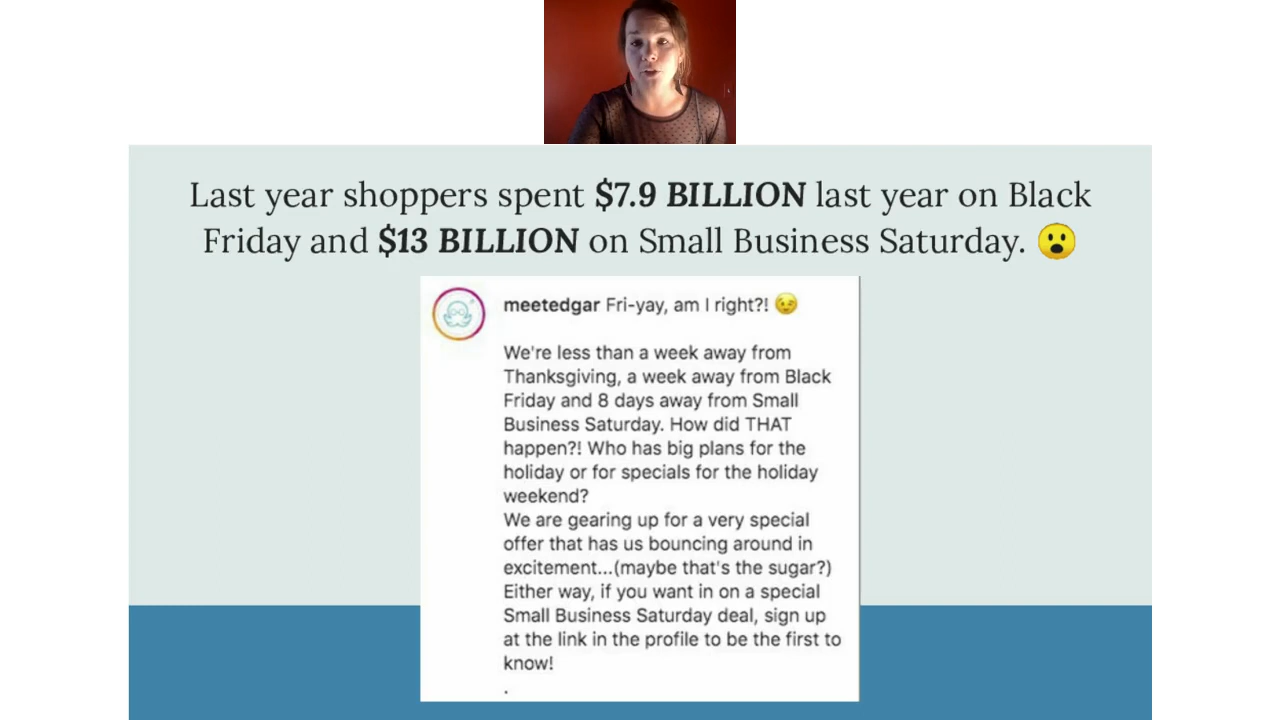 Last year shoppers spent $7.9 BILLION last year on Black
Friday and $13 BILLION on Small Business Saturday. 😮
meetedgar Fri-yay, am I right?! 😉
We're less than a week away from
Thanksgiving, a week away from Black
Friday and 8 days away from Small
Business Saturday. How did THAT
happen?! Who has big plans for the
holiday or for specials for the holiday
weekend?
We are gearing up for a very special
offer that has us bouncing around in
excitement...(maybe that's the sugar?)
Either way, if you want in on a special
Small Business Saturday deal, sign up
at the link in the profile to be the first to
know!
.